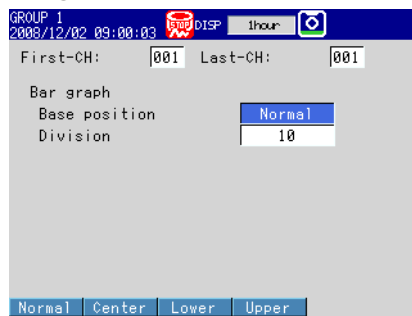 GROUP 1
2008/12/02 09:00:03 STOP DISP 1hour
First-CH: 001 Last-CH: 001
Bar graph
Base position Normal
Division 10
Normal Center Lower Upper